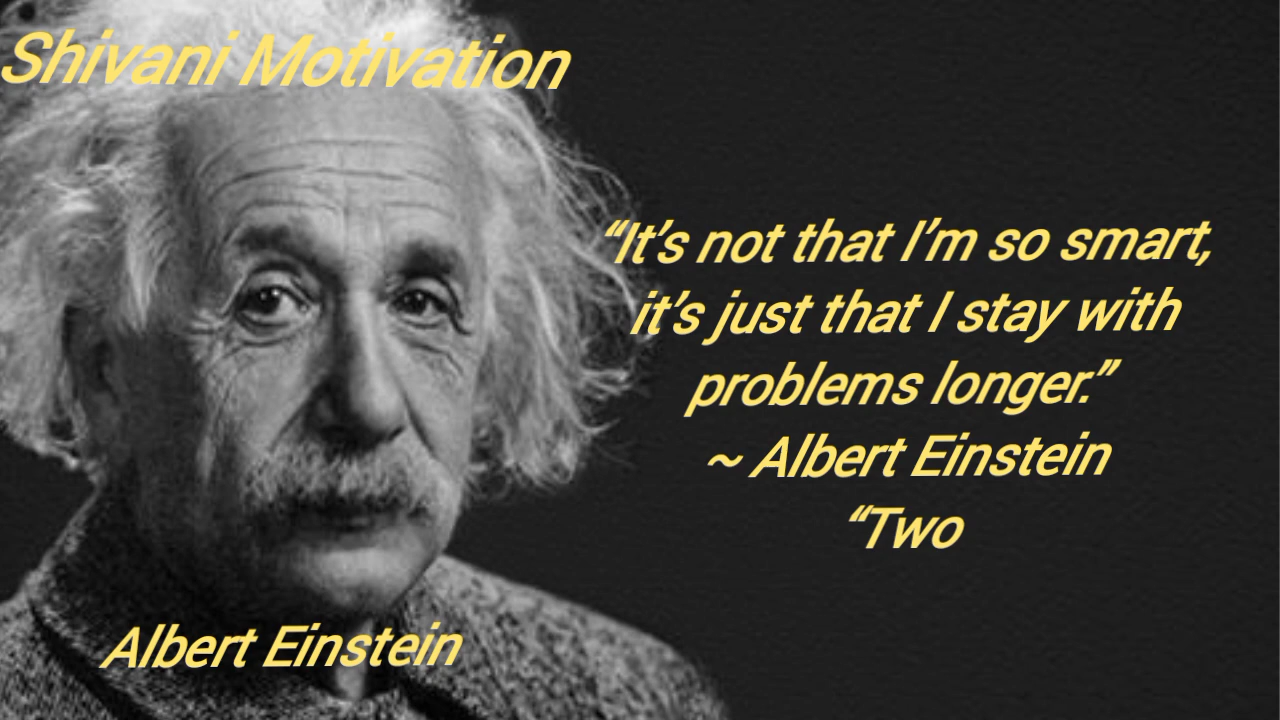 Shivani Motivation
“It’s not that I’m so smart,
it’s just that I stay with
problems longer.”
~ Albert Einstein
“Two
Albert Einstein